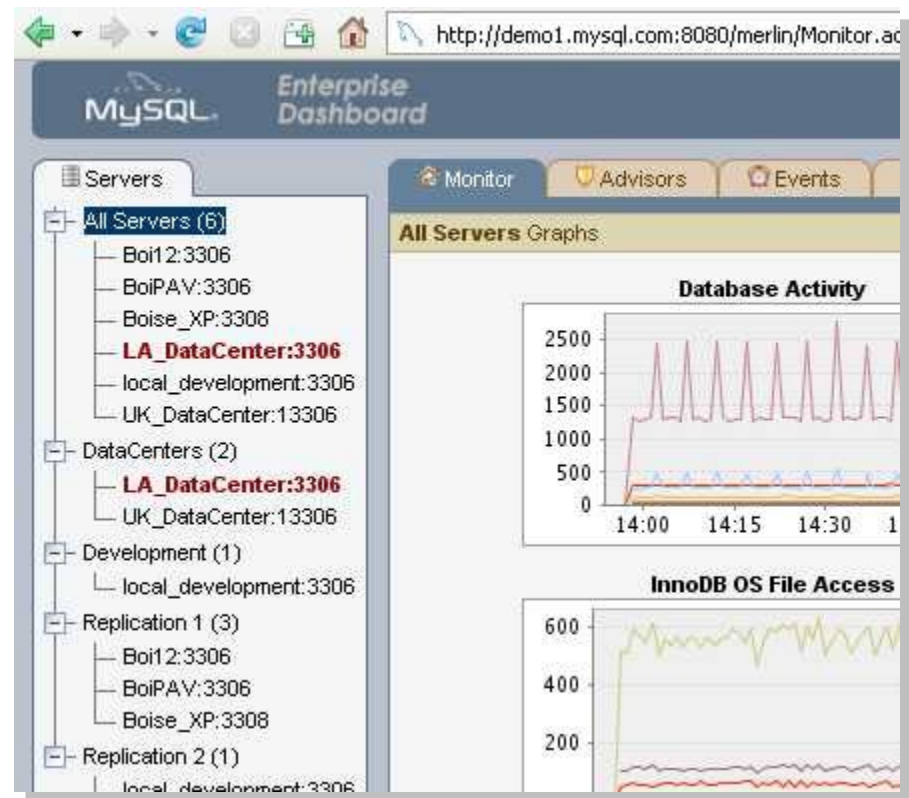 http://demo1.mysql.com:8080/merlin/Monitor.ac
MySQL. Enterprise Dashboard
Servers
All Servers (6)
Boi12:3306
BoiPAV:3306
Boise_XP:3308
LA_DataCenter:3306
local_development:3306
UK_DataCenter:13306
DataCenters (2)
LA_DataCenter:3306
UK_DataCenter:13306
Development (1)
local_development:3306
Replication 1 (3)
Boi12:3306
BoiPAV:3306
Boise_XP:3308
Replication 2 (1)
local_development:3306
Monitor Advisors Events
All Servers Graphs
Database Activity
2500
2000
1500
1000
500
0
14:00 14:15 14:30 1
InnoDB OS File Access
600
400
200